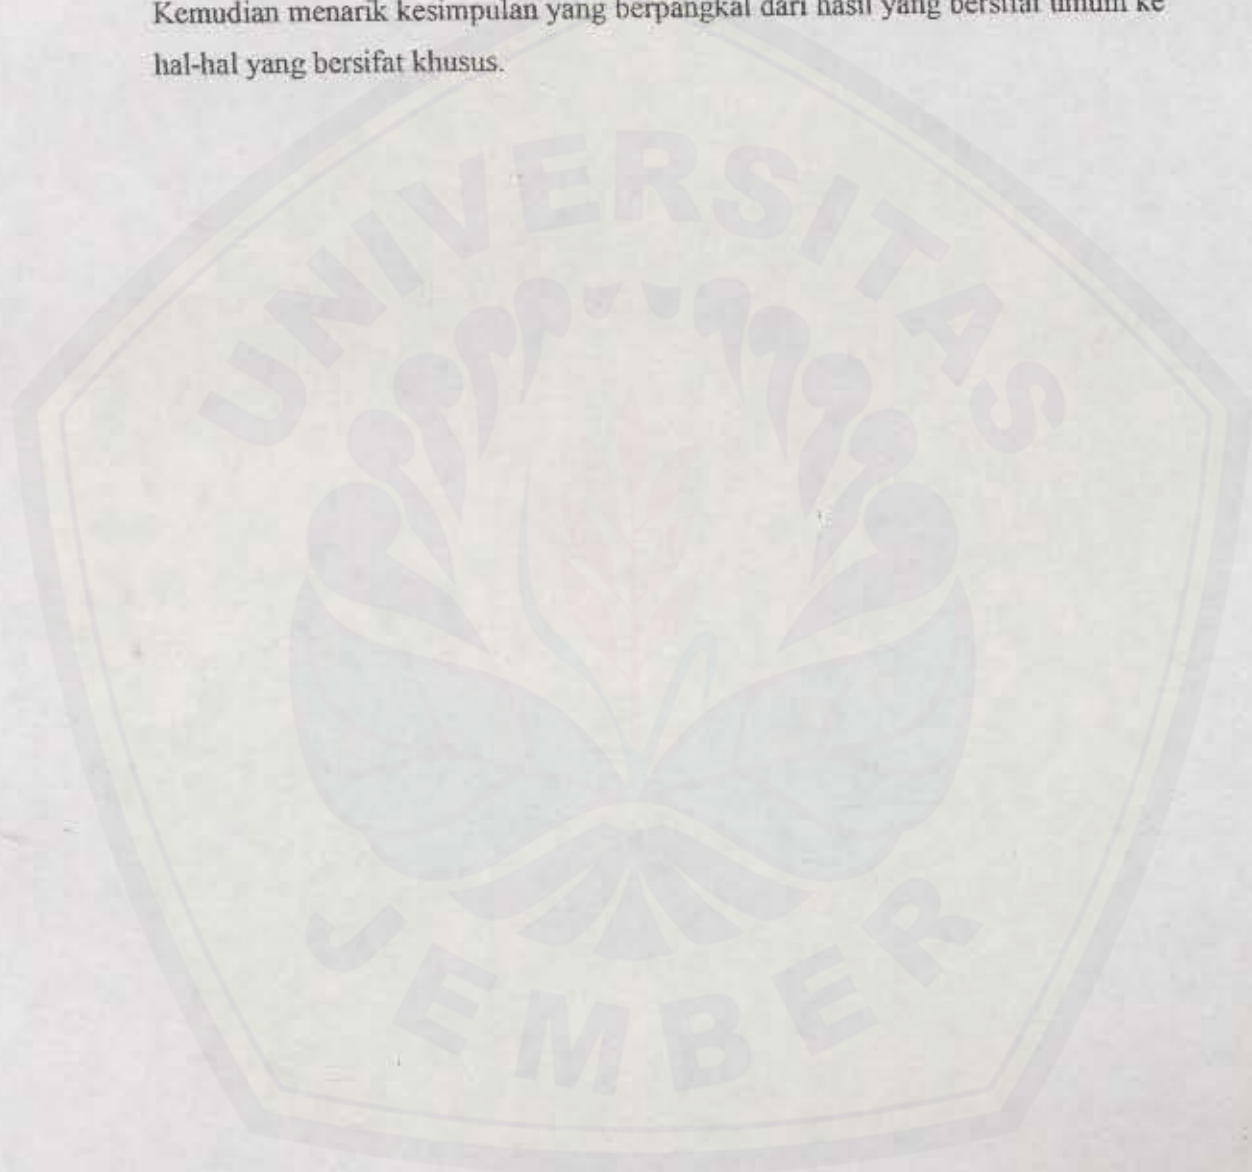 Kemudian menarik kesimpulan yang berpangkal dari hasil yang bersifat umum ke
hal-hal yang bersifat khusus.
UNIVERSITAS
JEMBER